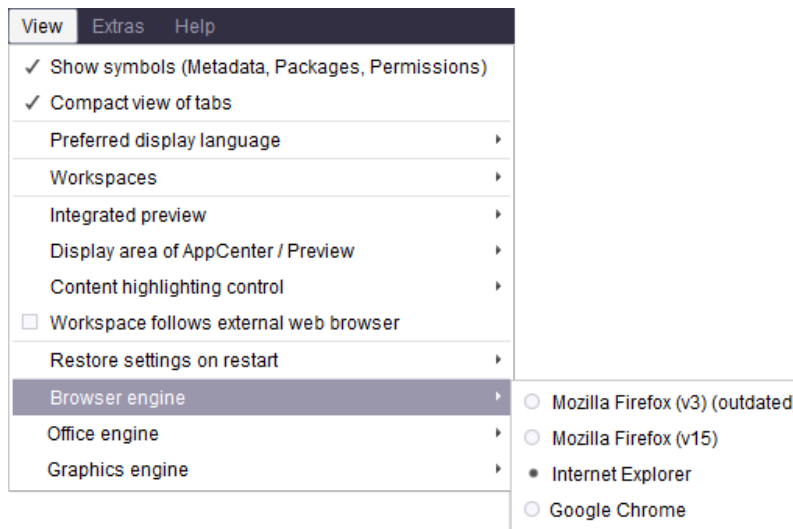 View Extras Help
Show symbols (Metadata, Packages, Permissions)
Compact view of tabs
Preferred display language
Workspaces
Integrated preview
Display area of AppCenter / Preview
Content highlighting control
Workspace follows external web browser
Restore settings on restart
Browser engine
Office engine
Graphics engine
Mozilla Firefox (v3) (outdated
Mozilla Firefox (v15)
Internet Explorer
Google Chrome